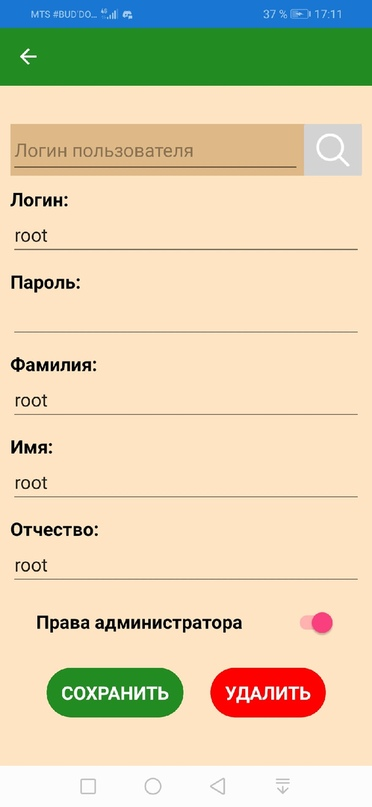 MTS #BUD'DO... 4G 37 % 17:11
Логин пользователя
Логин:
root
Пароль:
Фамилия:
root
Имя:
root
Отчество:
root
Права администратора
СОХРАНИТЬ УДАЛИТЬ